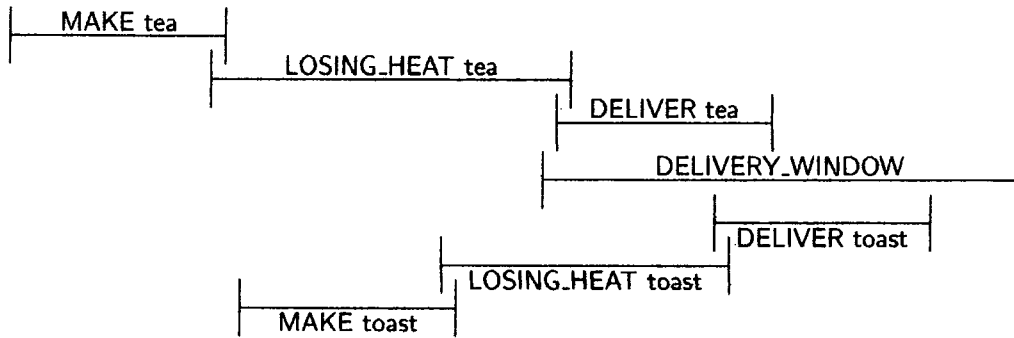 MAKE tea
LOSING_HEAT tea
DELIVER tea
DELIVERY_WINDOW
DELIVER toast
LOSING_HEAT toast
MAKE toast